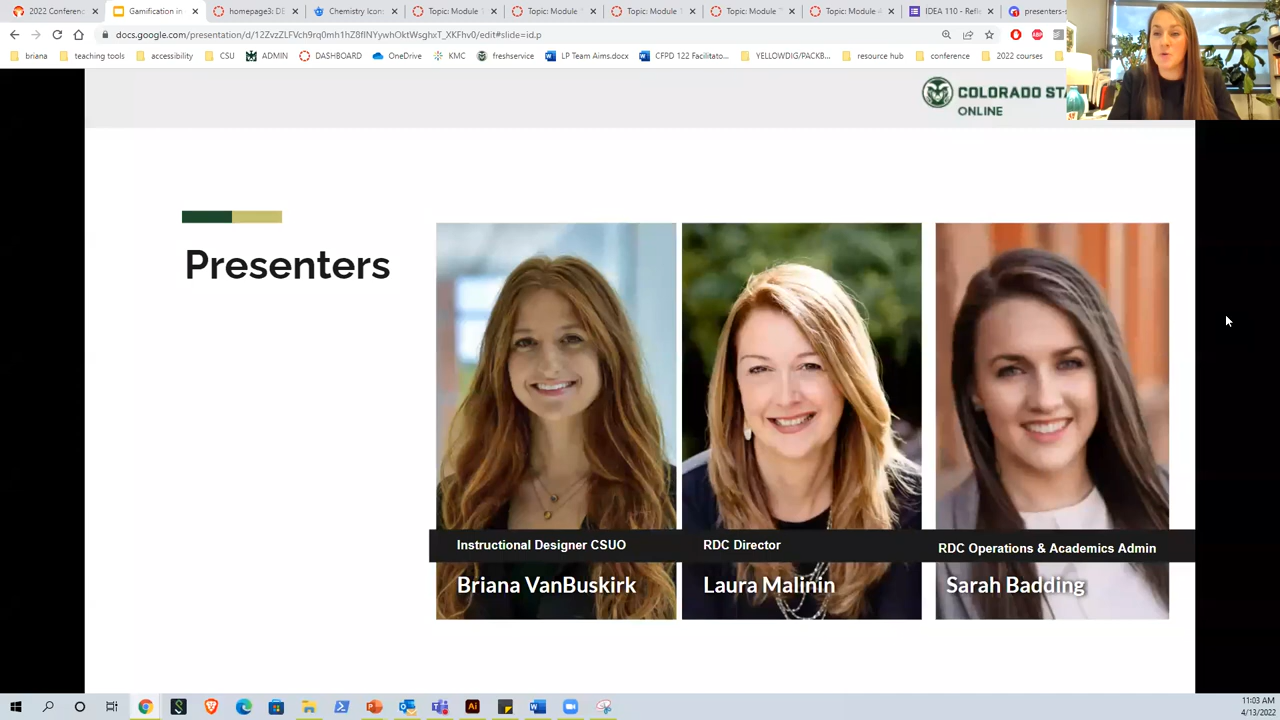 2022 Conferenc
Gamification in
homepage3: DE
Chemistry Icon
Topic: Module
Topic: Module
Topic: Module
Topic: Module
Topic: Module
IDEA 110 - Refl
presenters-
docs.google.com/presentation/d/
/edit#slide=id.p
briana
teaching tools
accessibility
CSU
ADMIN
DASHBOARD
OneDrive
freshservice
LP Team Aims.docx
CFPD 122 Facilitato...
YELLOWDIG/PACKB...
resource hub
conference
2022 courses
COLORADO STA
ONLINE
Presenters
Instructional Designer CSUO
Briana VanBuskirk
RDC Director
Laura Malinin
RDC Operations & Academics Admin
Sarah Badding
11:03 AM
4/13/2022